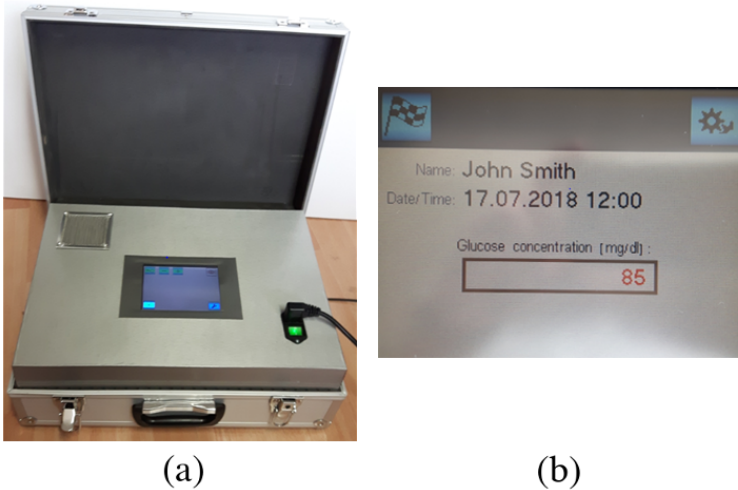 Name: John Smith
Date/Time: 17.07.2018 12:00
Glucose concentration [mg/dl] :
85
(a)
(b)